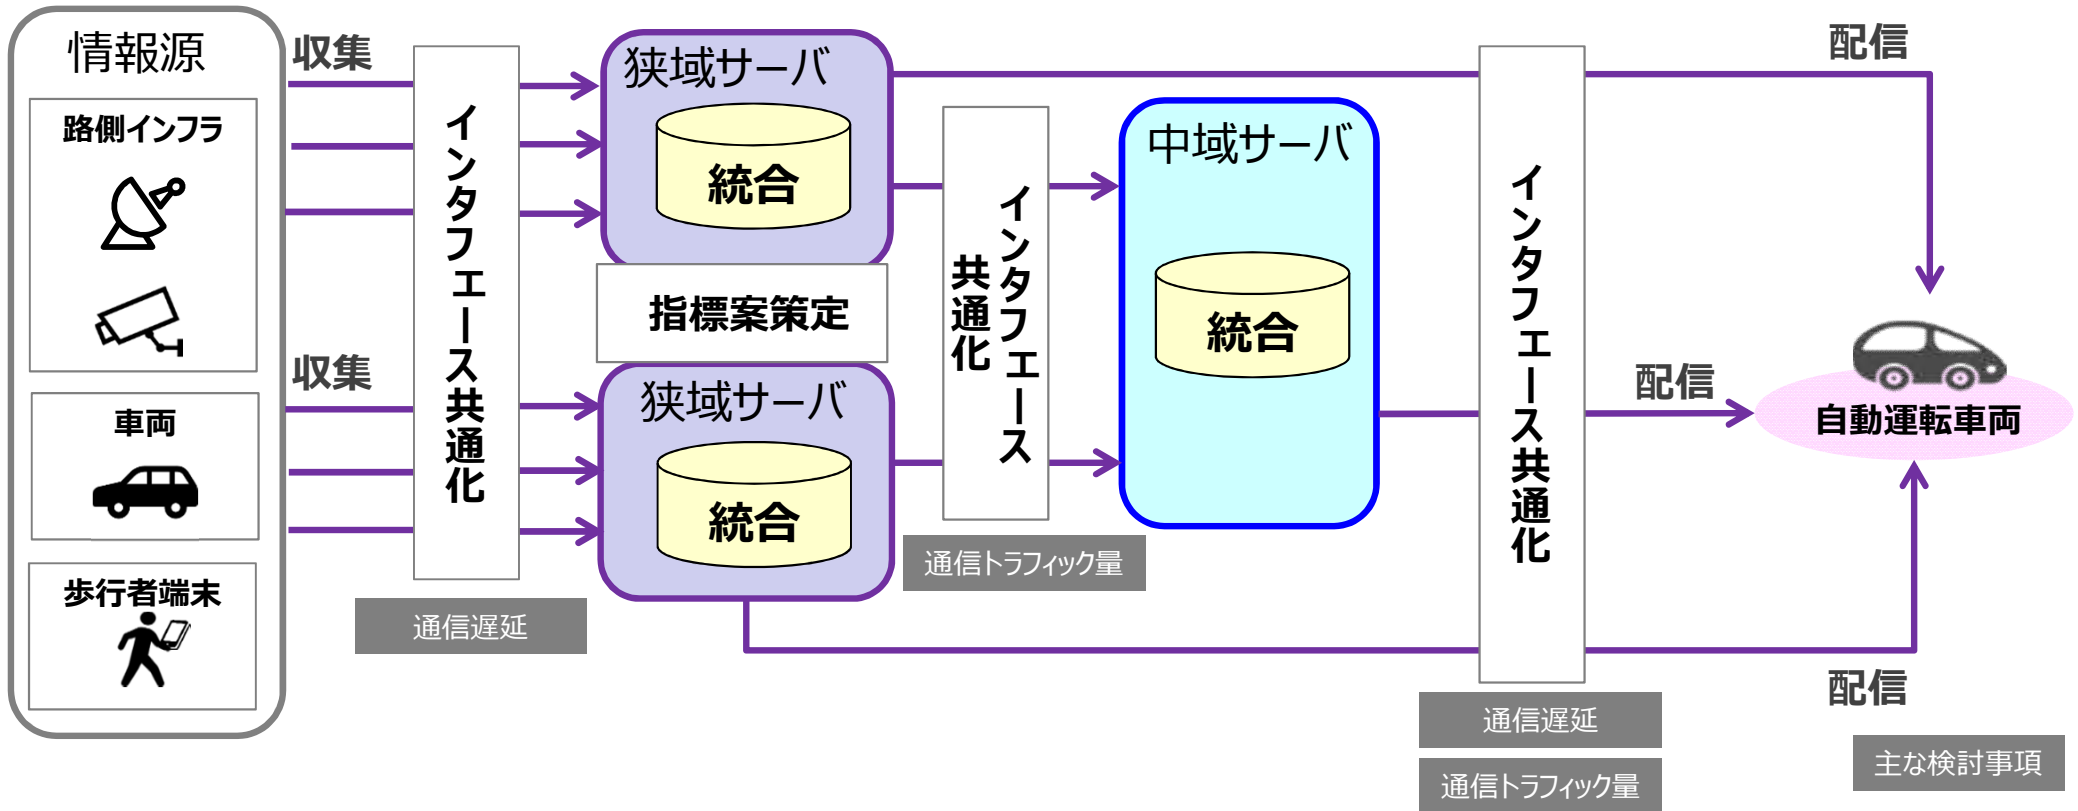 情報源
路側インフラ
車両
歩行者端末
収集
収集
インタフエース共通化
通信遅延
狭域サーバ
統合
指標案策定
狭域サーバ
統合
インタフエース
共通化
通信トラフィック量
中域サーバ
統合
インタフエース共通化
通信遅延
通信トラフィック量
配信
配信
配信
自動運転車両
主な検討事項